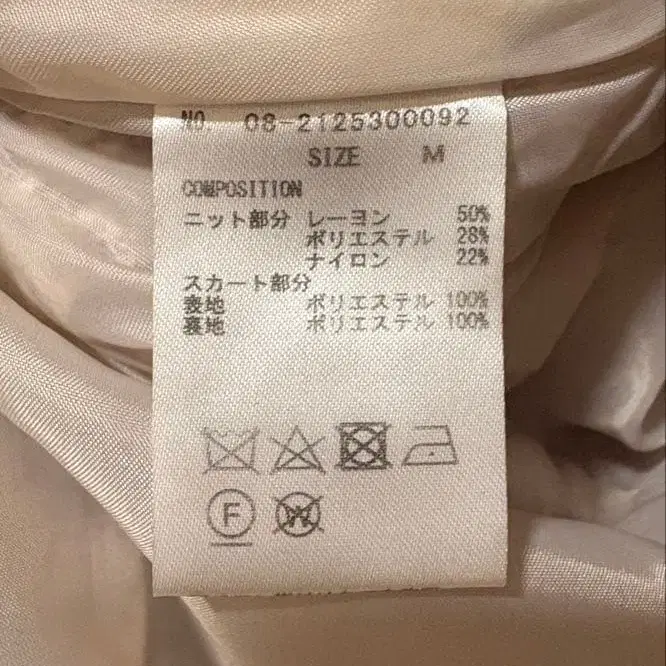 NO. 08-2125300092
SIZE M
COMPOSITION
ニット部分 レーヨン 50%
ポリエステル 28%
ナイロン 22%
スカート部分
表地 ポリエステル 100%
裏地 ポリエステル 100%
F W